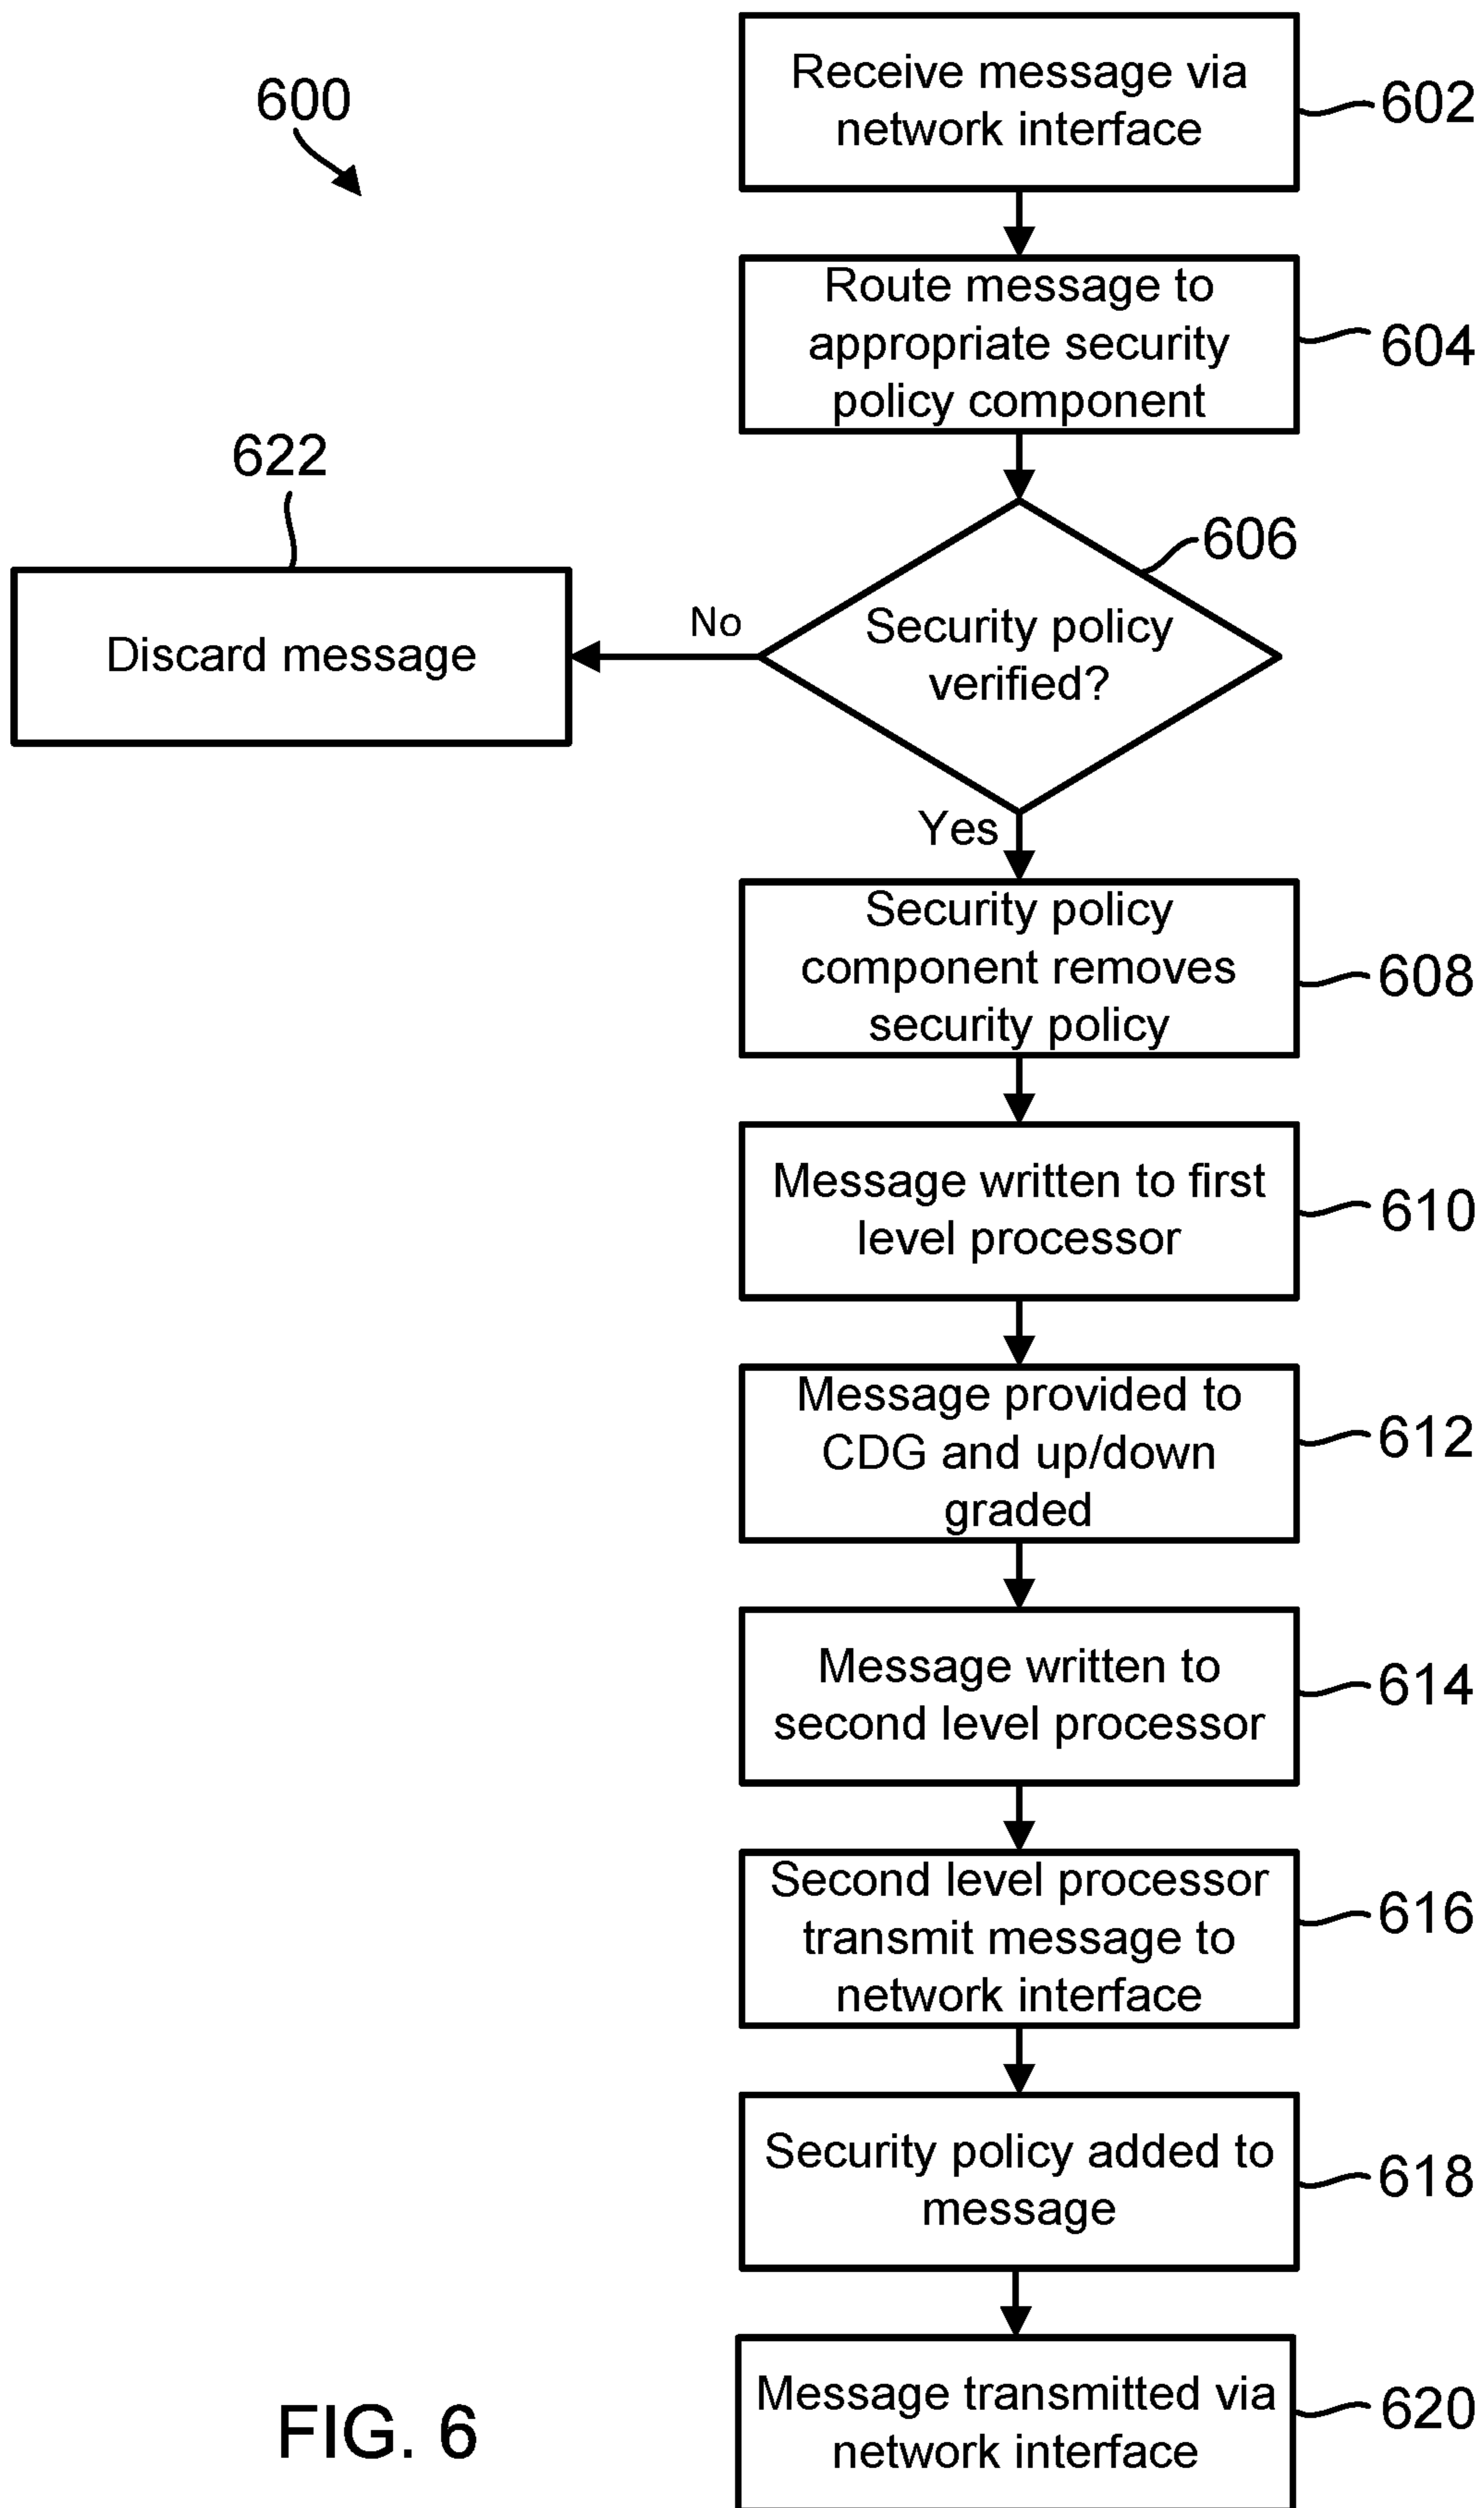 600
Receive message via
network interface
602
Route message to
appropriate security
policy component
604
622
606
Discard message
No
Security policy
verified?
Yes
Security policy
component removes
security policy
608
Message written to first
level processor
610
Message provided to
CDG and up/down
graded
612
Message written to
second level processor
614
Second level processor
transmit message to
network interface
616
Security policy added to
message
618
Message transmitted via
network interface
620
FIG. 6